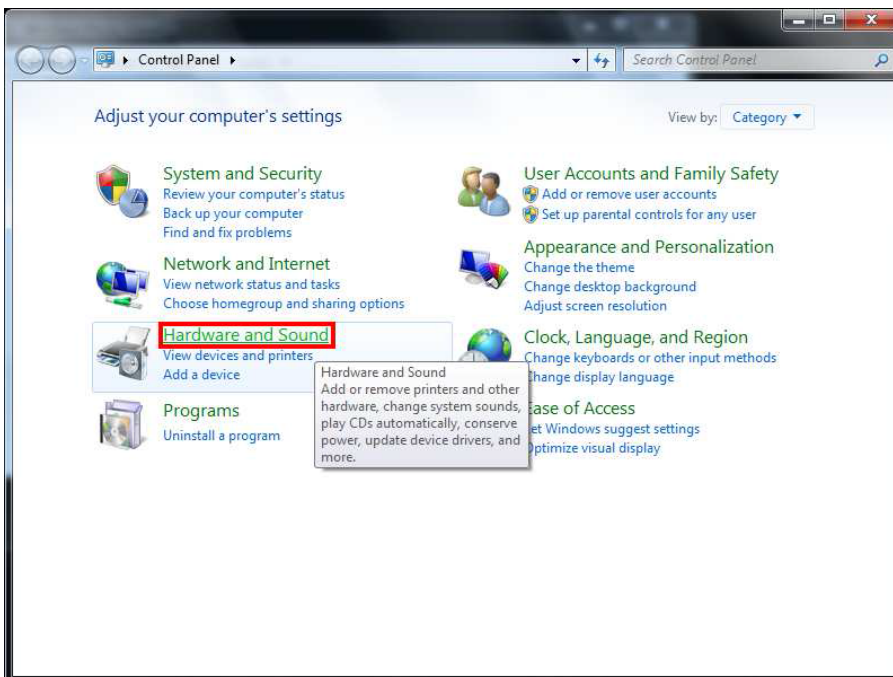 Control Panel
Search Control Panel
Adjust your computer's settings
View by: Category
System and Security
Review your computer's status
Back up your computer
Find and fix problems
Network and Internet
View network status and tasks
Choose homegroup and sharing options
Hardware and Sound
View devices and printers
Add a device
Hardware and Sound
Add or remove printers and other
hardware, change system sounds,
play CDs automatically, conserve
power, update device drivers, and
more.
Programs
Uninstall a program
User Accounts and Family Safety
Add or remove user accounts
Set up parental controls for any user
Appearance and Personalization
Change the theme
Change desktop background
Adjust screen resolution
Clock, Language, and Region
Change keyboards or other input methods
Change display language
Ease of Access
Let Windows suggest settings
Optimize visual display